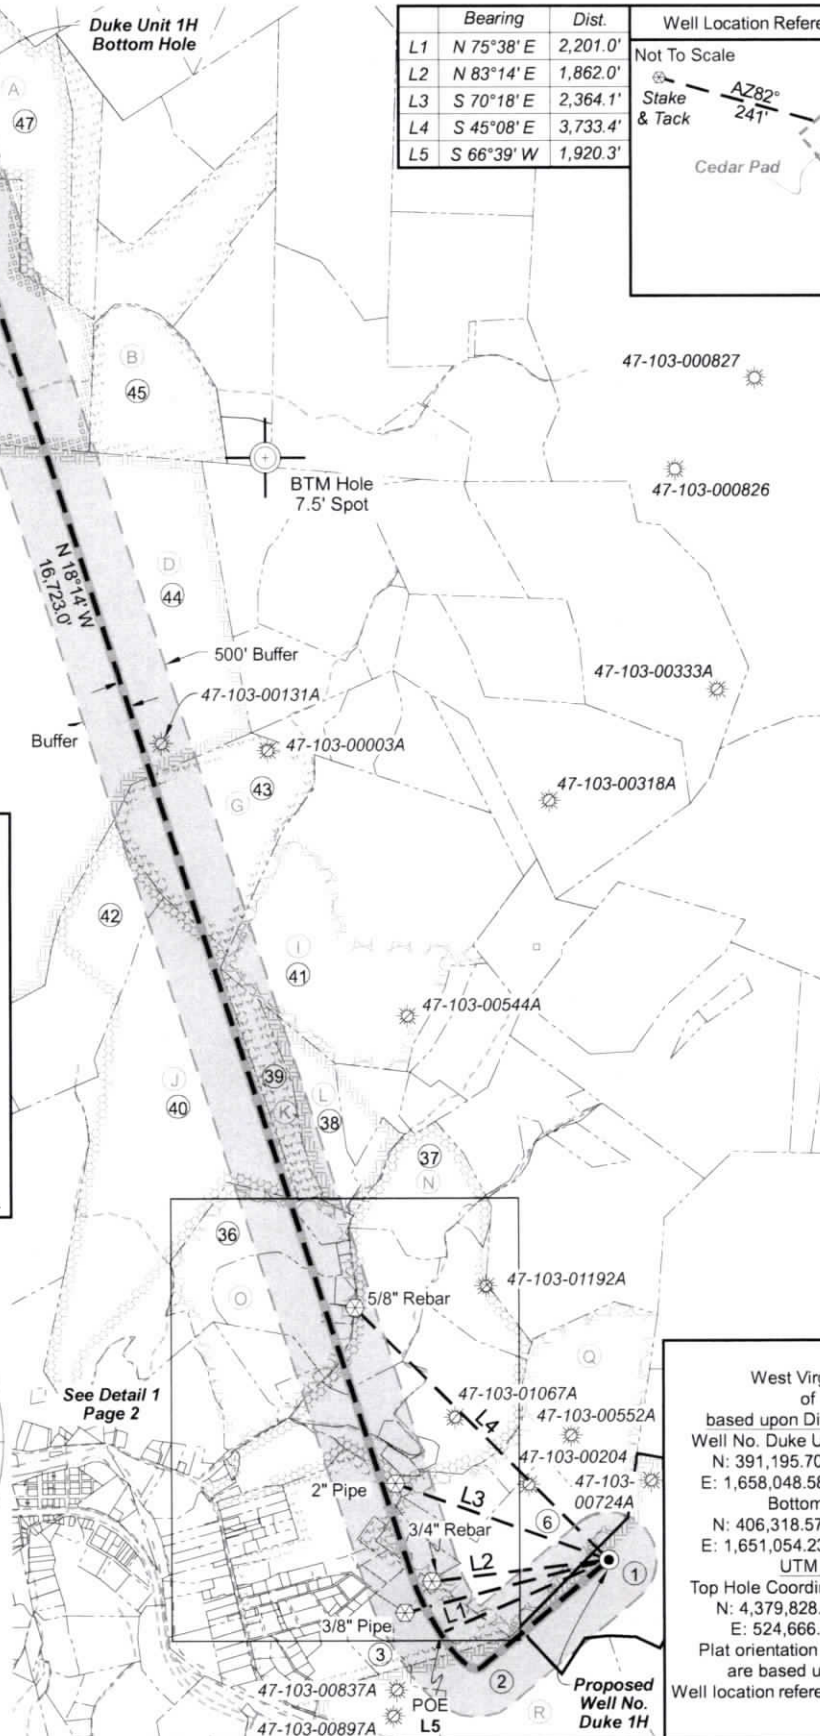 Duke Unit 1H
Bottom Hole
Bearing Dist.
L1 N 75°38' E 2,201.0'
L2 N 83°14' E 1,862.0'
L3 S 70°18' E 2,364.1'
L4 S 45°08' E 3,733.4'
L5 S 66°39' W 1,920.3'
Well Location Refere
Not To Scale
Stake
& Tack
AZ82°
241'
Cedar Pad
A
47
B
45
47-103-000827
BTM Hole
7.5' Spot
47-103-000826
N 18°14' W
16,723.0'
D
44
500' Buffer
47-103-00131A
47-103-00333A
Buffer
47-103-00003A
43
G
47-103-00318A
42
I
41
47-103-00544A
39
J
40
K
L
38
37
N
36
O
47-103-01192A
5/8" Rebar
Q
See Detail 1
Page 2
47-103-01067A
L4
47-103-00552A
47-103-00204
47-103-
00724A
2" Pipe
L3
6
3/4" Rebar
L2
1
L1
3/8" Pipe
3
2
47-103-00837A
POE
L5
47-103-00897A
R
Proposed
Well No.
Duke 1H
West Virg
of
based upon Di
Well No. Duke U
N: 391,195.70
E: 1,658,048.58
Bottom
N: 406,318.57
E: 1,651,054.23
UTM
Top Hole Coordin
N: 4,379,828.
E: 524,666.
Plat orientation
are based u
Well location refere